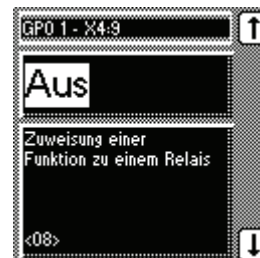 GPO 1 - X4:9
Aus
Zuweisung einer
Funktion zu einem Relais
<08>